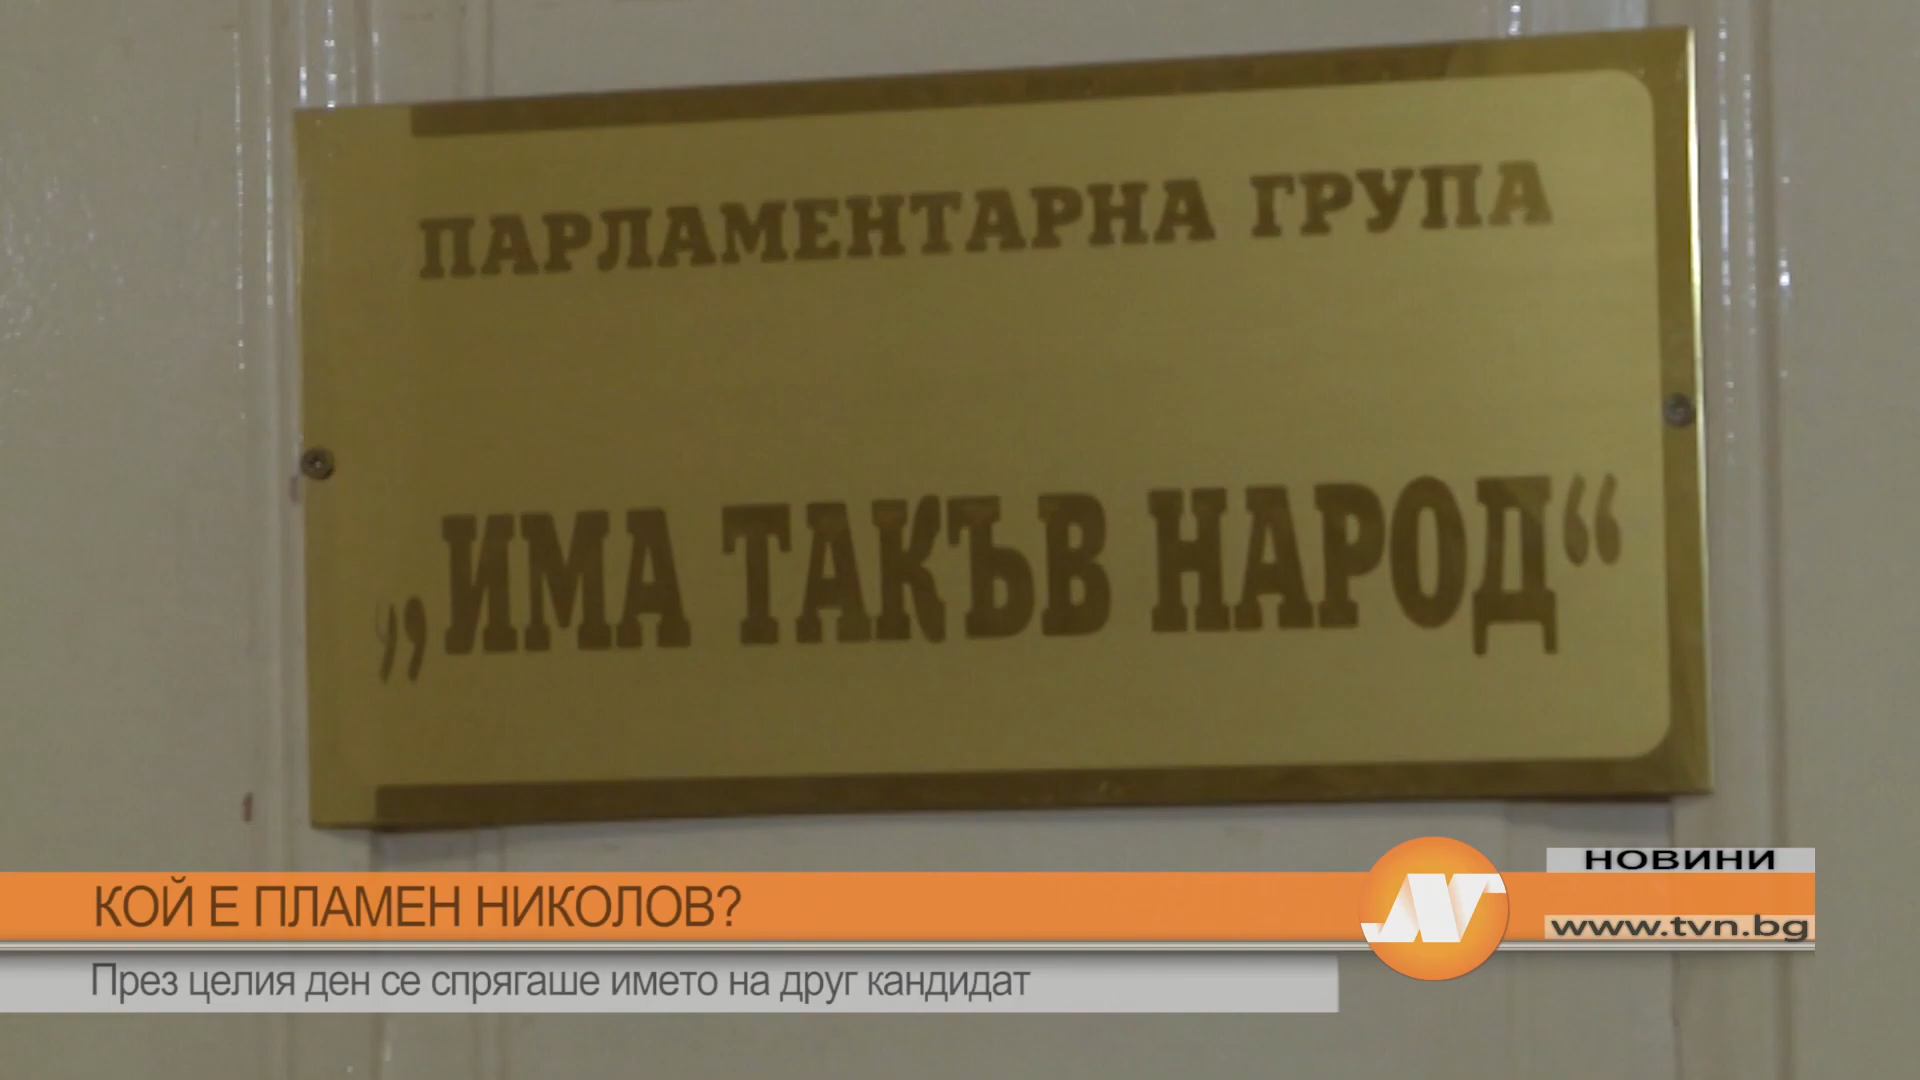 ПАРЛАМЕНТАРНА ГРУПА
„ИМА ТАКЪВ НАРОД“
НОВИНИ
КОЙ Е ПЛАМЕН НИКОЛОВ?
www.tvn.bg
През целия ден се спрягаше името на друг кандидат